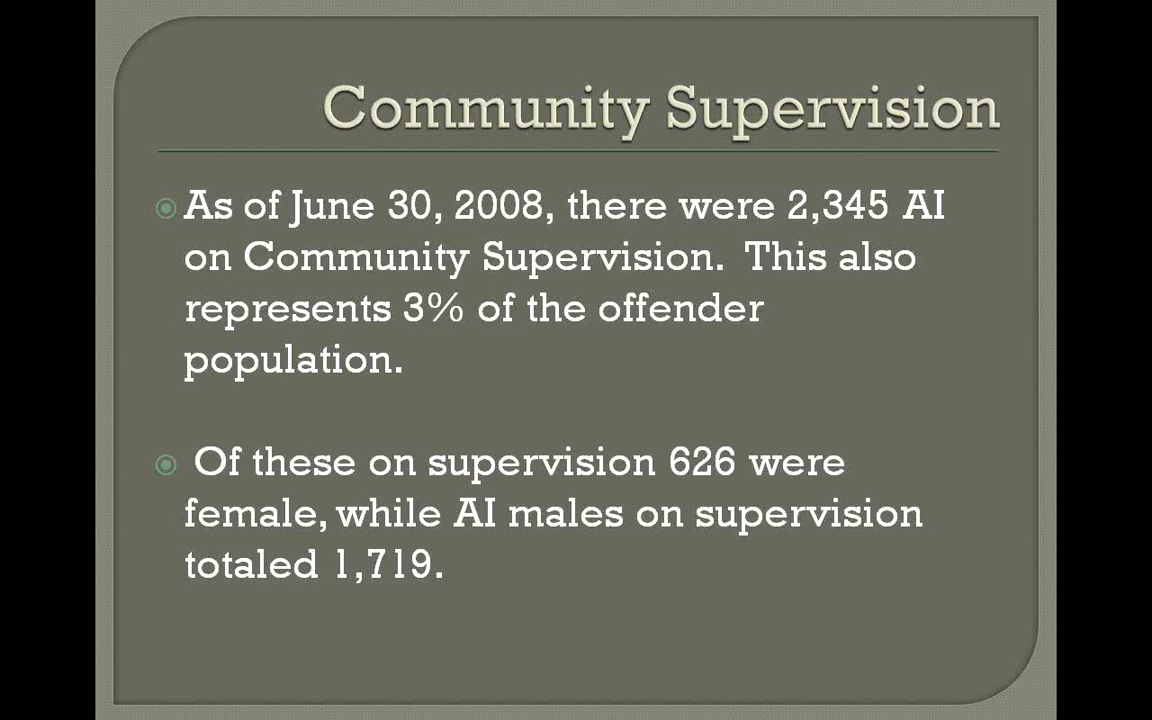 Community Supervision
As of June 30, 2008, there were 2,345 AI
on Community Supervision.  This also
represents 3% of the offender
population.
Of these on supervision 626 were
female, while AI males on supervision
totaled 1,719.